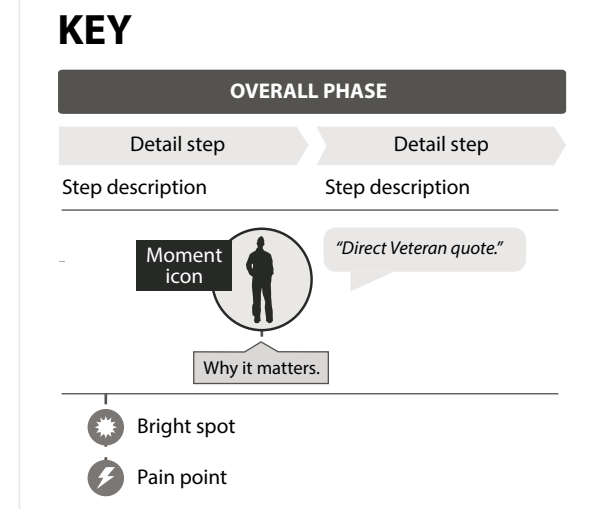 KEY
OVERALL PHASE
Detail step
Detail step
Step description
Step description
Moment
icon
“Direct Veteran quote.”
Why it matters.
Bright spot
Pain point